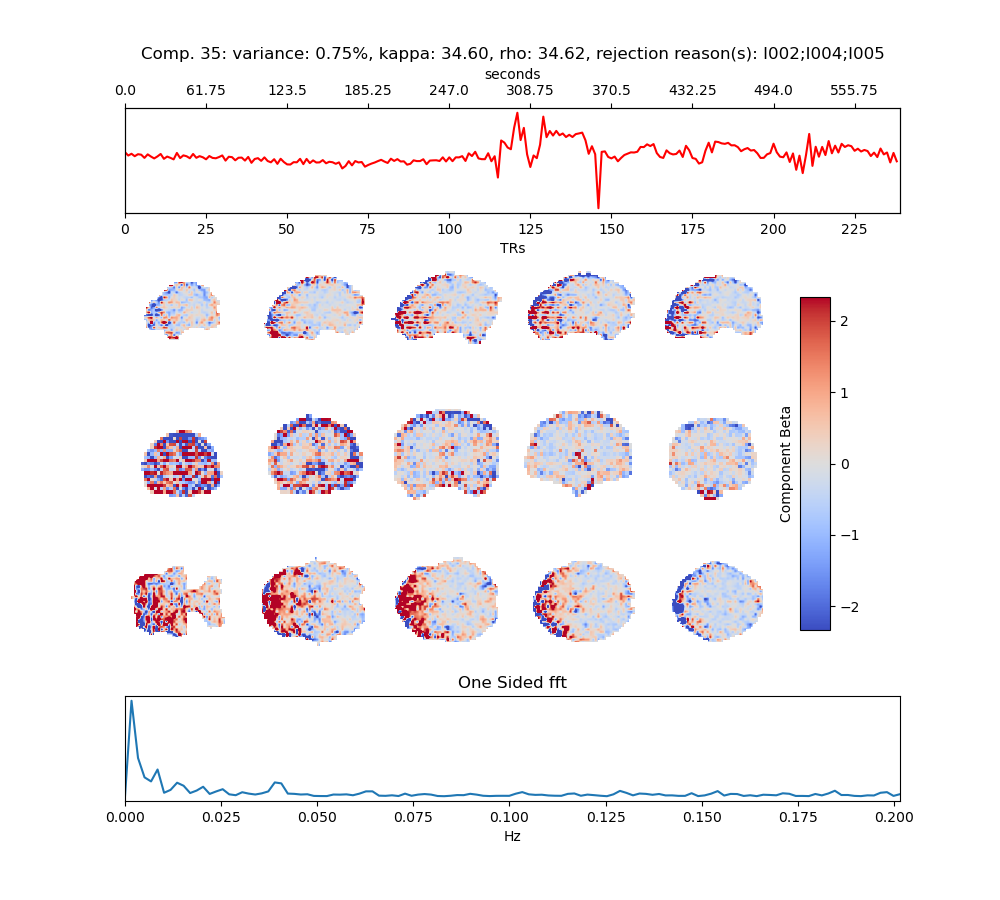 Comp. 35: variance: 0.75%, kappa: 34.60, rho: 34.62, rejection reason(s): I002;I004;I005
seconds
0.0 61.75 123.5 185.25 247.0 308.75 370.5 432.25 494.0 555.75
0 25 50 75 100 125 150 175 200 225
TRs
2
1
0
−1
−2
Component Beta
One Sided fft
0.000 0.025 0.050 0.075 0.100 0.125 0.150 0.175 0.200
Hz